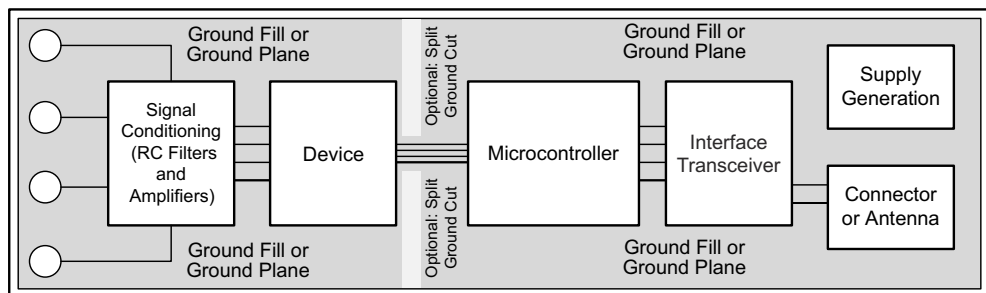 Ground Fill or
Ground Plane
Optional: Split
Ground Cut
Ground Fill or
Ground Plane
Signal
Conditioning
(RC Filters
and
Amplifiers)
Device
Microcontroller
Interface
Transceiver
Supply
Generation
Connector
or Antenna
Ground Fill or
Ground Plane
Optional: Split
Ground Cut
Ground Fill or
Ground Plane